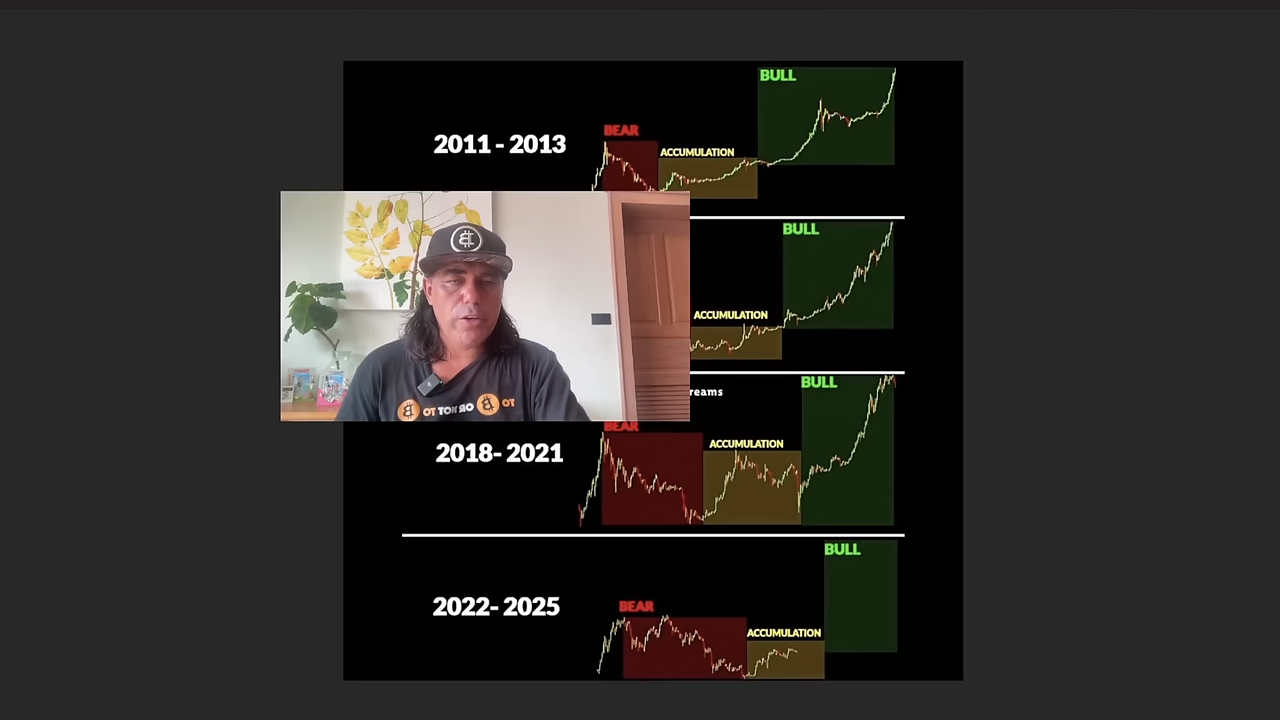 BULL
BEAR
2011 - 2013
ACCUMULATION
BULL
ACCUMULATION
BULL
reams
BEAR
ACCUMULATION
2018- 2021
BULL
2022- 2025
BEAR
ACCUMULATION